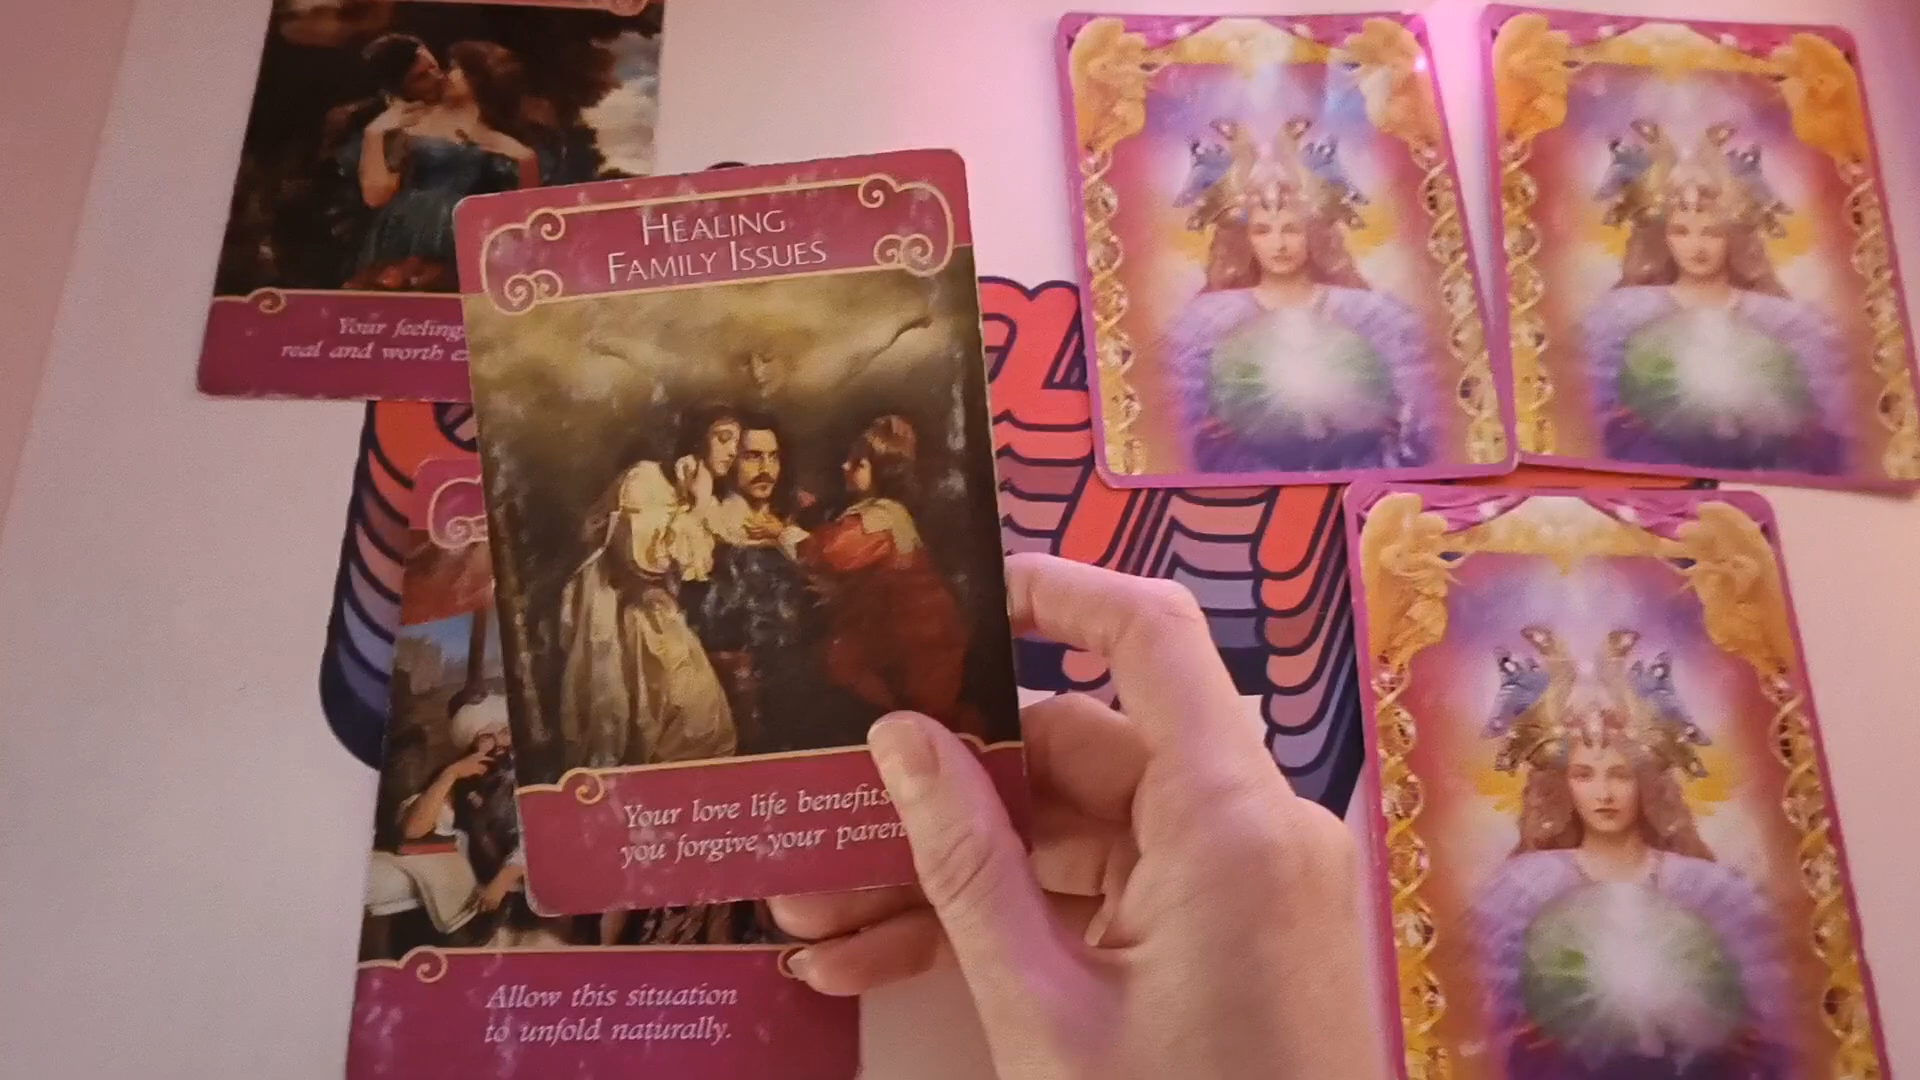 Your feeling
real and worth
HEALING
FAMILY ISSUES
Your love life benefits
you forgive your paren
Allow this situation
to unfold naturally.